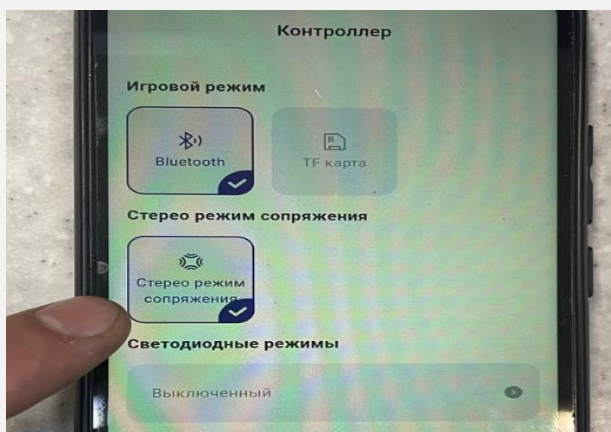 Контроллер
Игровой режим
Bluetooth
TF карта
Стерео режим сопряжения
Стерео режим
сопряжения
Светодиодные режимы
Выключенный